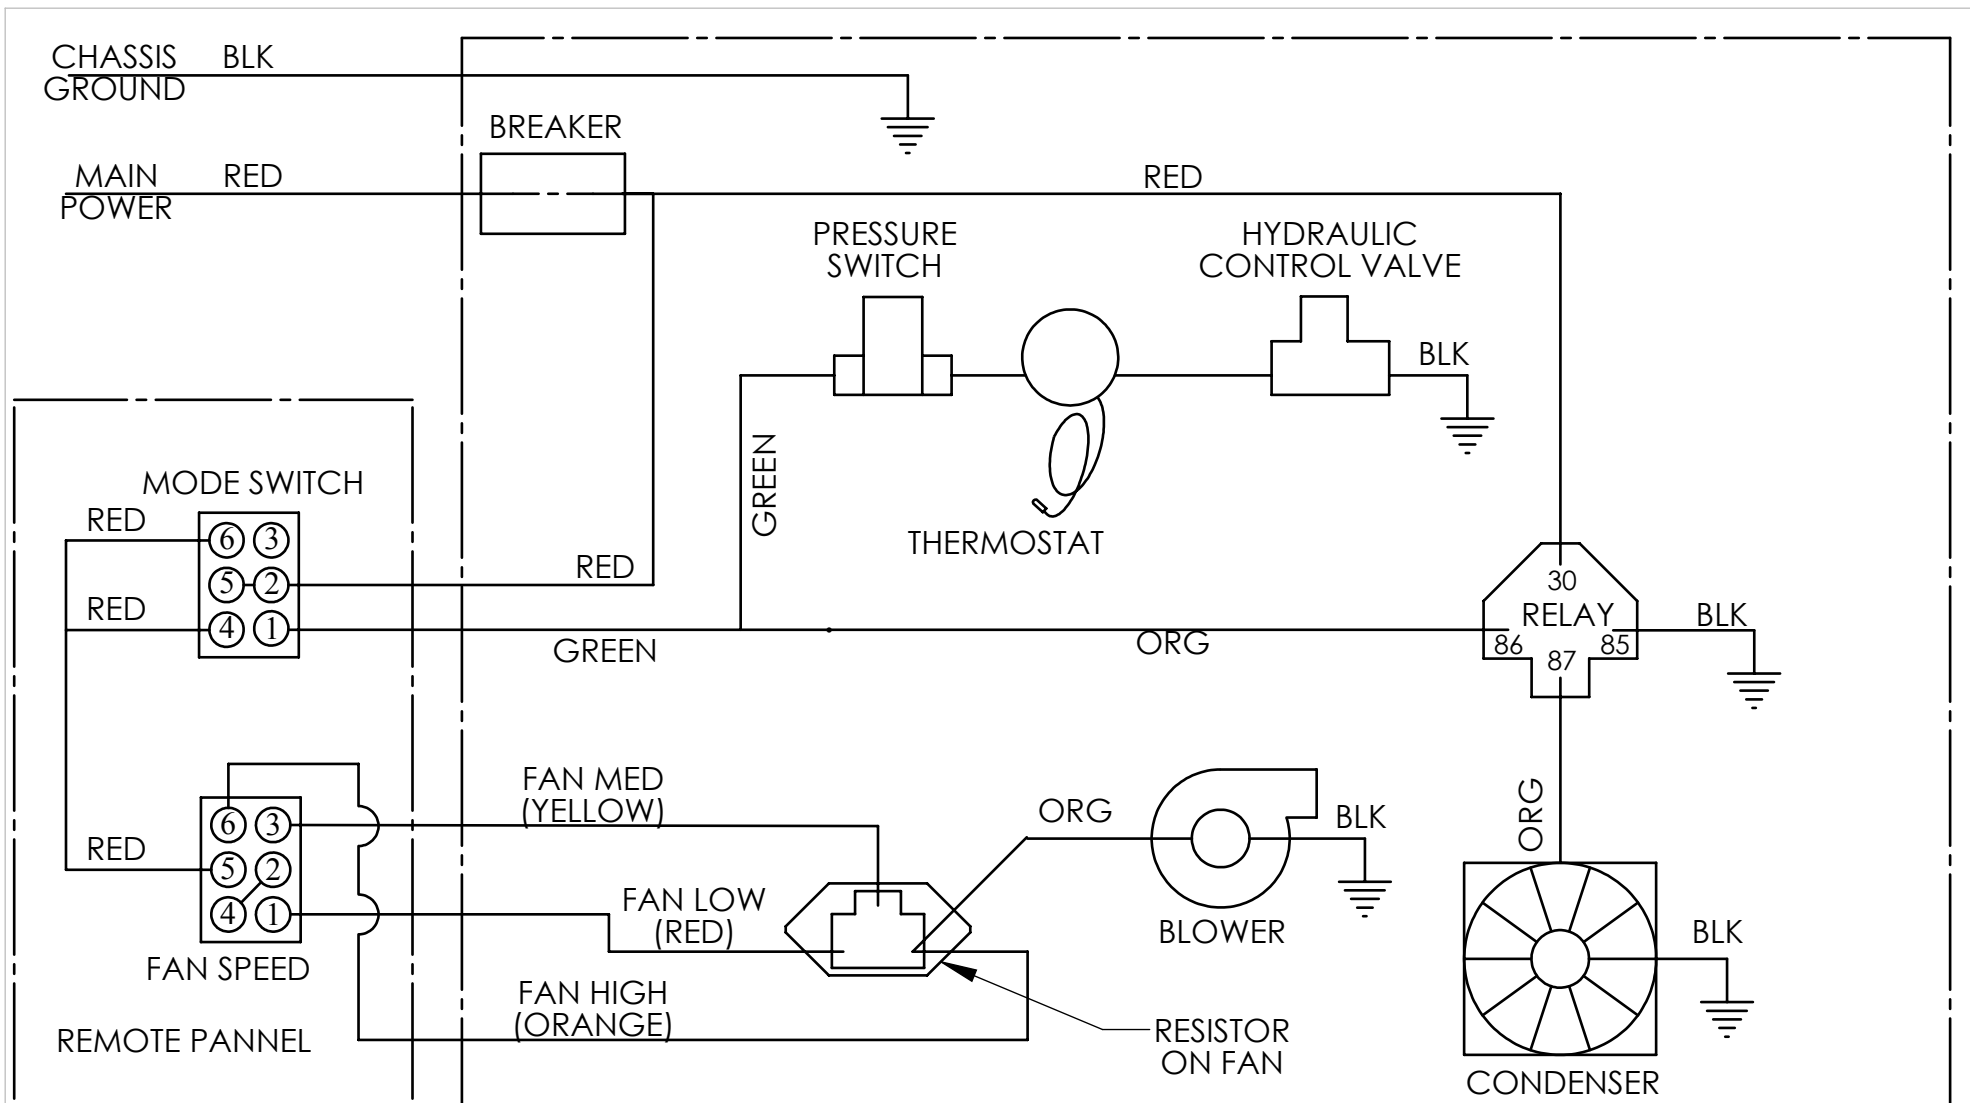 CHASSIS BLK
GROUND
BREAKER
MAIN RED
POWER
RED
PRESSURE
SWITCH
HYDRAULIC
CONTROL VALVE
BLK
GREEN
THERMOSTAT
MODE SWITCH
RED
6 3
RED
5 2
RED
4 1
GREEN
ORG
30
RELAY
86 85
87
BLK
FAN MED
(YELLOW)
6 3
RED
5 2
4 1
FAN SPEED
FAN LOW
(RED)
FAN HIGH
(ORANGE)
REMOTE PANNEL
ORG
BLK
BLOWER
RESISTOR
ON FAN
ORG
BLK
CONDENSER